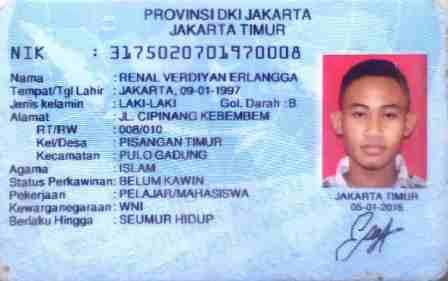 PROVINSI DKI JAKARTA
JAKARTA TIMUR
NIK : 3175020701970008
Nama : RENAL VERDIYAN ERLANGGA
Tempat/Tgl Lahir : JAKARTA, 09-01-1997
Jenis kelamin : LAKI-LAKI Gol. Darah : B
Alamat : JL. CIPINANG KEBEMBEM
RT/RW : 008/010
Kel/Desa : PISANGAN TIMUR
Kecamatan : PULO GADUNG
Agama : ISLAM
Status Perkawinan: BELUM KAWIN
Pekerjaan : PELAJAR/MAHASISWA
Kewarganegaraan: WNI
Berlaku Hingga : SEUMUR HIDUP
JAKARTA TIMUR
05-01-2016